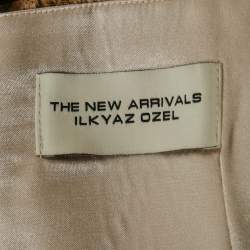 THE NEW ARRIVALS
ILKYAZ OZEL